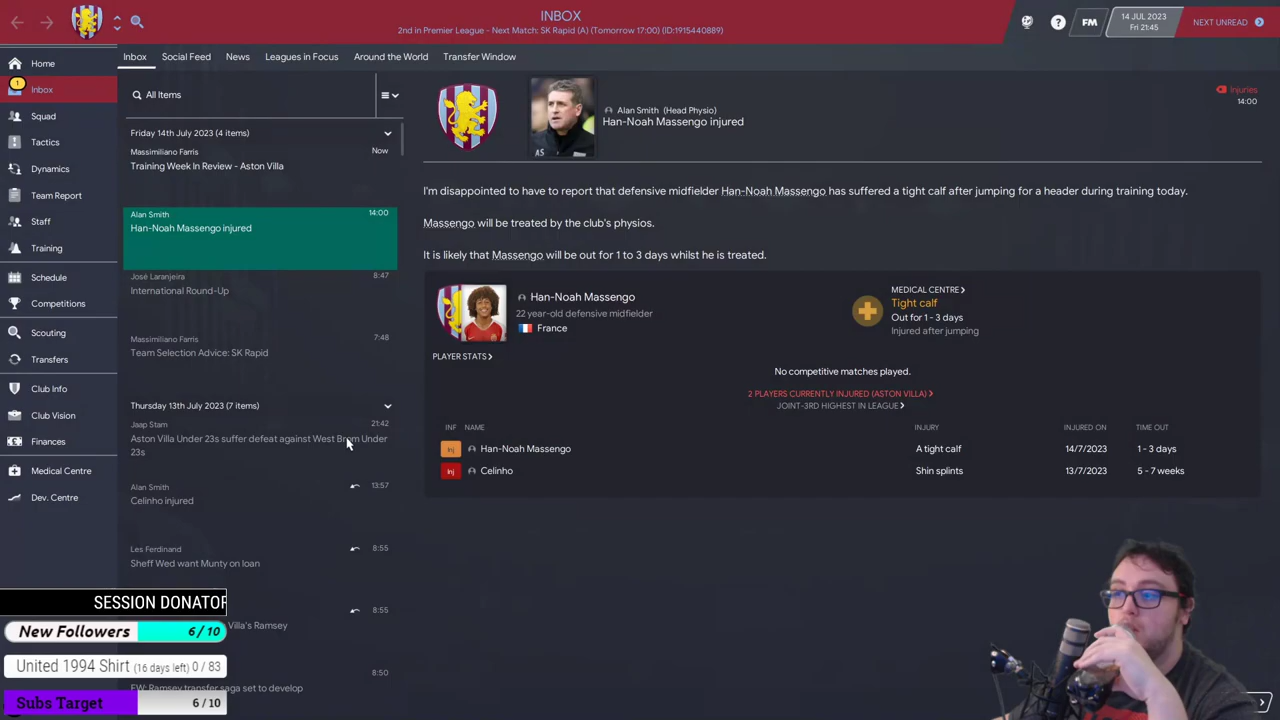 INBOX
2nd in Premier League - Next Match: SK Rapid (A) (Tomorrow 17:00) (ID:1915440889)
FM
14 JUL 2023
Fri 21:45
NEXT UNREAD
Home
1
Inbox
Squad
Tactics
Dynamics
Team Report
Staff
Training
Schedule
Competitions
Scouting
Transfers
Club Info
Club Vision
Finances
Medical Centre
Dev. Centre
Inbox Social Feed News Leagues in Focus Around the World Transfer Window
All Items
Friday 14th July 2023 (4 items)
Massimiliano Farris Now
Training Week In Review - Aston Villa
Alan Smith 14:00
Han-Noah Massengo injured
José Laranjeira 8:47
International Round-Up
Massimiliano Farris 7:48
Team Selection Advice: SK Rapid
Thursday 13th July 2023 (7 items)
Jaap Stam 21:42
Aston Villa Under 23s suffer defeat against West Brom Under
23s
Alan Smith 13:57
Celinho injured
Les Ferdinand 8:55
Sheff Wed want Munty on loan
8:55
Villa's Ramsey
8:50
FW: Ramsey transfer saga set to develop
AS
Alan Smith (Head Physio)
Han-Noah Massengo injured
Injuries
14:00
I'm disappointed to have to report that defensive midfielder Han-Noah Massengo has suffered a tight calf after jumping for a header during training today.
Massengo will be treated by the club's physios.
It is likely that Massengo will be out for 1 to 3 days whilst he is treated.
Han-Noah Massengo
22 year-old defensive midfielder
France
PLAYER STATS
MEDICAL CENTRE
Tight calf
Out for 1 - 3 days
Injured after jumping
No competitive matches played.
2 PLAYERS CURRENTLY INJURED (ASTON VILLA)
JOINT-3RD HIGHEST IN LEAGUE
INF NAME INJURY INJURED ON TIME OUT
Inj Han-Noah Massengo A tight calf 14/7/2023 1 - 3 days
Inj Celinho Shin splints 13/7/2023 5 - 7 weeks
SESSION DONATOR
New Followers 6/10
United 1994 Shirt (16 days left) 0 / 83
Subs Target 6/10